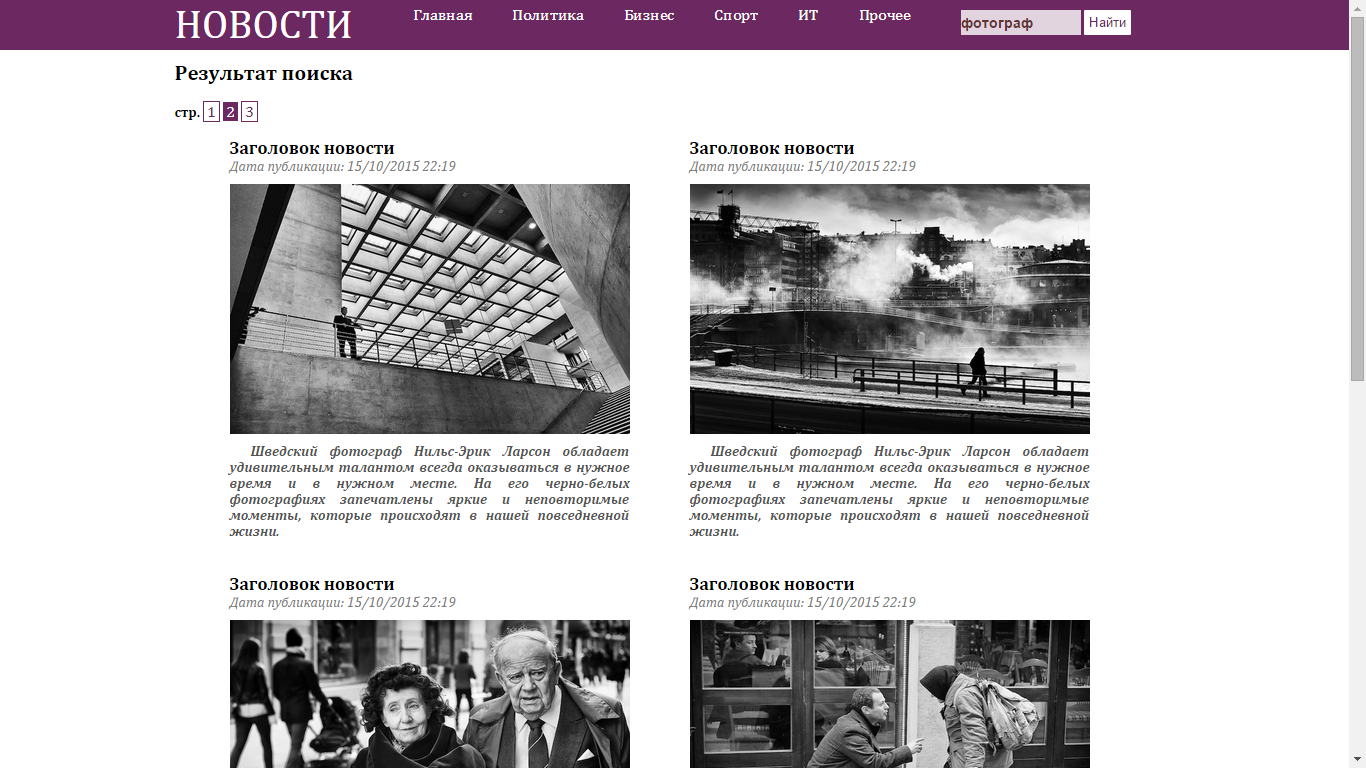 НОВОСТИ
Главная Политика Бизнес Спорт ИТ Прочее
фотограф Найти
Результат поиска
стр. 1 2 3
Заголовок новости
Дата публикации: 15/10/2015 22:19
Шведский фотограф Нильс-Эрик Ларсон обладает
удивительным талантом всегда оказываться в нужное
время и в нужном месте. На его черно-белых
фотографиях запечатлены яркие и неповторимые
моменты, которые происходят в нашей повседневной
жизни.
Заголовок новости
Дата публикации: 15/10/2015 22:19
Шведский фотограф Нильс-Эрик Ларсон обладает
удивительным талантом всегда оказываться в нужное
время и в нужном месте. На его черно-белых
фотографиях запечатлены яркие и неповторимые
моменты, которые происходят в нашей повседневной
жизни.
Заголовок новости
Дата публикации: 15/10/2015 22:19
Заголовок новости
Дата публикации: 15/10/2015 22:19